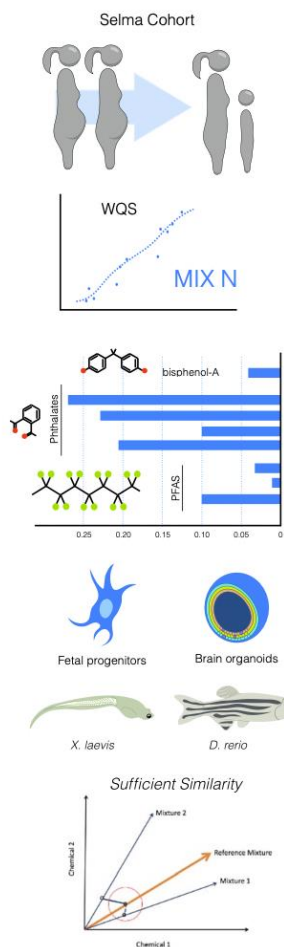 Selma Cohort
WQS
MIX N
bisphenol-A
Phthalates
PFAS
0.25 0.20 0.15 0.10 0.05 0
Fetal progenitors Brain organoids
X. laevis D. rerio
Sufficient Similarity
Mixture 2
Reference Mixture
Mixture 1
Chemical 2
Chemical 1